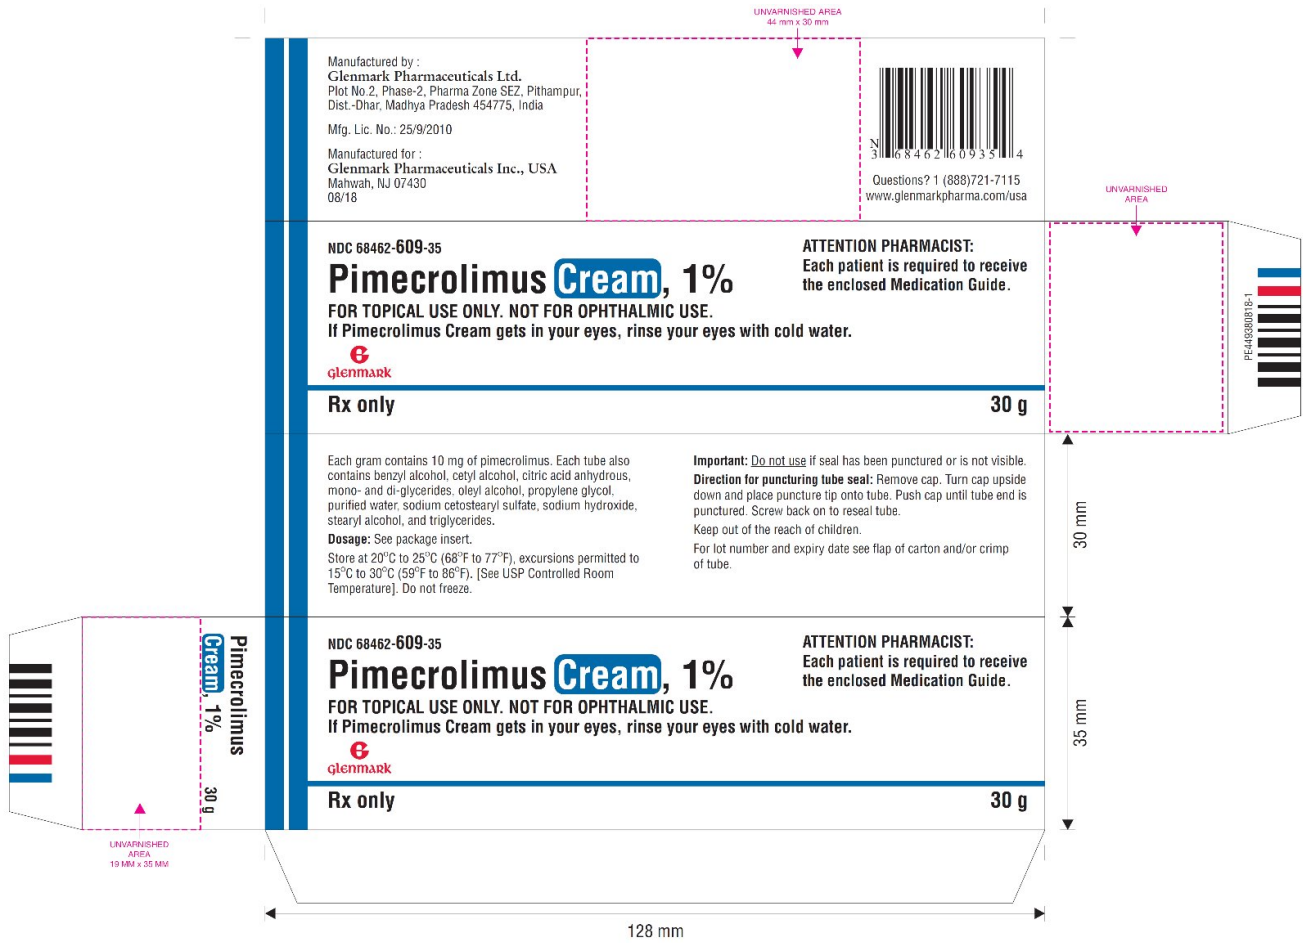 UNVARNISHED AREA
44 mm x 30 mm
Manufactured by :
Glenmark Pharmaceuticals Ltd.
Plot No.2, Phase-2, Pharma Zone SEZ, Pithampur,
Dist.-Dhar, Madhya Pradesh 454775, India
Mfg. Lic. No.: 25/9/2010
Manufactured for :
Glenmark Pharmaceuticals Inc., USA
Mahwah, NJ 07430
08/18
N
3 68462 60935 4
Questions? 1 (888)721-7115
www.glenmarkpharma.com/usa
UNVARNISHED
AREA
NDC 68462-609-35
Pimecrolimus Cream, 1%
FOR TOPICAL USE ONLY. NOT FOR OPHTHALMIC USE.
If Pimecrolimus Cream gets in your eyes, rinse your eyes with cold water.
ATTENTION PHARMACIST:
Each patient is required to receive
the enclosed Medication Guide.
glenmark
Rx only
30 g
PE449380818-1
Each gram contains 10 mg of pimecrolimus. Each tube also
contains benzyl alcohol, cetyl alcohol, citric acid anhydrous,
mono- and di-glycerides, oleyl alcohol, propylene glycol,
purified water, sodium cetostearyl sulfate, sodium hydroxide,
stearyl alcohol, and triglycerides.
Dosage: See package insert.
Store at 20°C to 25°C (68°F to 77°F), excursions permitted to
15°C to 30°C (59°F to 86°F). [See USP Controlled Room
Temperature]. Do not freeze.
Important: Do not use if seal has been punctured or is not visible.
Direction for puncturing tube seal: Remove cap. Turn cap upside
down and place puncture tip onto tube. Push cap until tube end is
punctured. Screw back on to reseal tube.
Keep out of the reach of children.
For lot number and expiry date see flap of carton and/or crimp
of tube.
30 mm
NDC 68462-609-35
Pimecrolimus Cream, 1%
FOR TOPICAL USE ONLY. NOT FOR OPHTHALMIC USE.
If Pimecrolimus Cream gets in your eyes, rinse your eyes with cold water.
ATTENTION PHARMACIST:
Each patient is required to receive
the enclosed Medication Guide.
glenmark
Rx only
30 g
35 mm
Pimecrolimus
Cream, 1%
30 g
UNVARNISHED
AREA
19 MM x 35 MM
128 mm